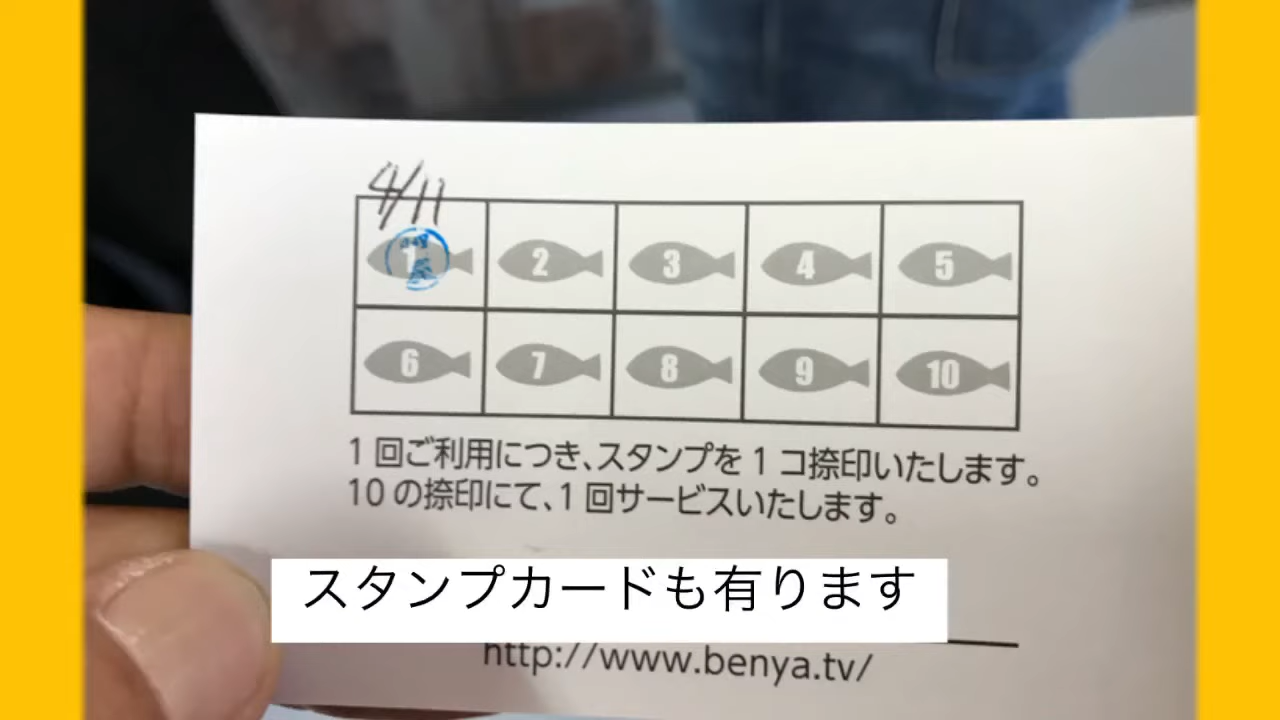 4/11
1 2 3 4 5
6 7 8 9 10
1回ご利用につき、スタンプを1コ捺印いたします。
10の捺印にて、1回サービスいたします。
スタンプカードも有ります
http://www.benya.tv/